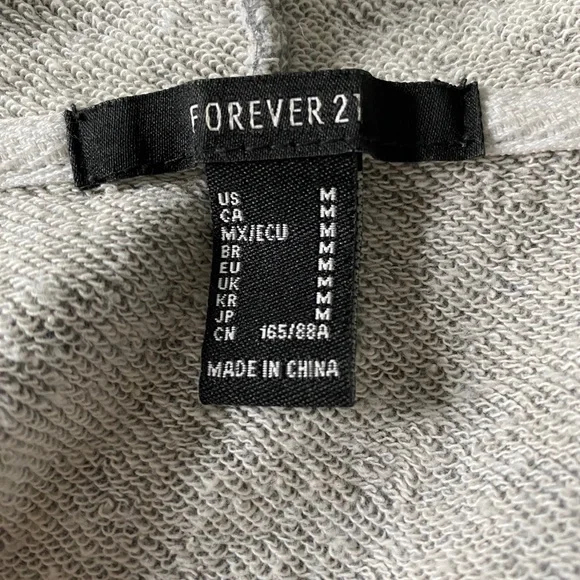 FOREVER 21
US M
CA M
MX/ECU M
BR M
EU M
UK M
KR M
JP M
CN 165/88A
MADE IN CHINA